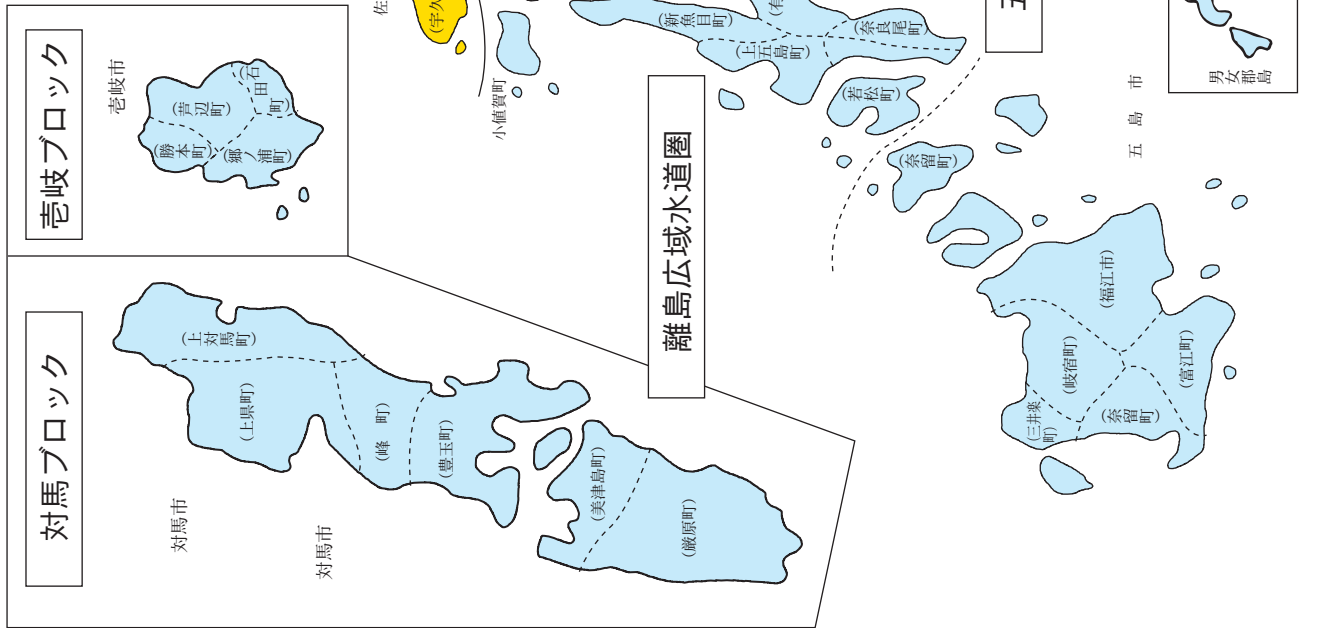 壱岐ブロック
壱岐市
(芦辺町)
(石田町)
(勝本町)
(郷ノ浦町)
対馬ブロック
(上対馬町)
(上県町)
(峰 町)
(豊玉町)
(美津島町)
(厳原町)
対馬市
対馬市
離島広域水道圏
佐
(宇久
小値賀町
(新魚目町)
(有
(奈良尾町)
(上五島町)
(若松町)
(奈留町)
五島市
男女群島
(福江市)
(岐宿町)
(三井楽町)
(奈留町)
(富江町)